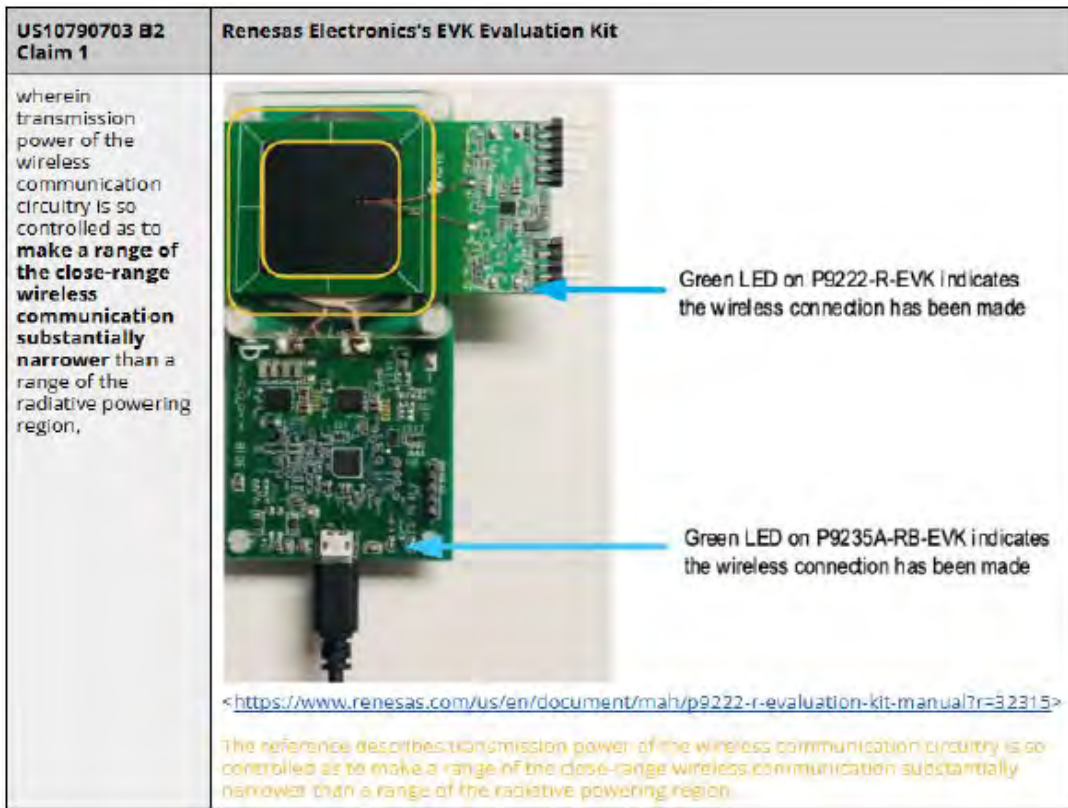 US10790703 B2
Claim 1
Renesas Electronics's EVK Evaluation Kit
wherein
transmission
power of the
wireless
communication
circuitry is so
controlled as to
make a range of
the close-range
wireless
communication
substantially
narrower than a
range of the
radiative powering
region,
Green LED on P9222-R-EVK indicates
the wireless connection has been made
Green LED on P9235A-RB-EVK indicates
the wireless connection has been made
<https://www.renesas.com/us/en/document/mah/p9222-r-evaluation-kit-manual?r=32315>
The reference describes transmission power of the wireless communication circuitry is so
controlled as to make a range of the close-range wireless communication substantially
narrower than a range of the radiative powering region.